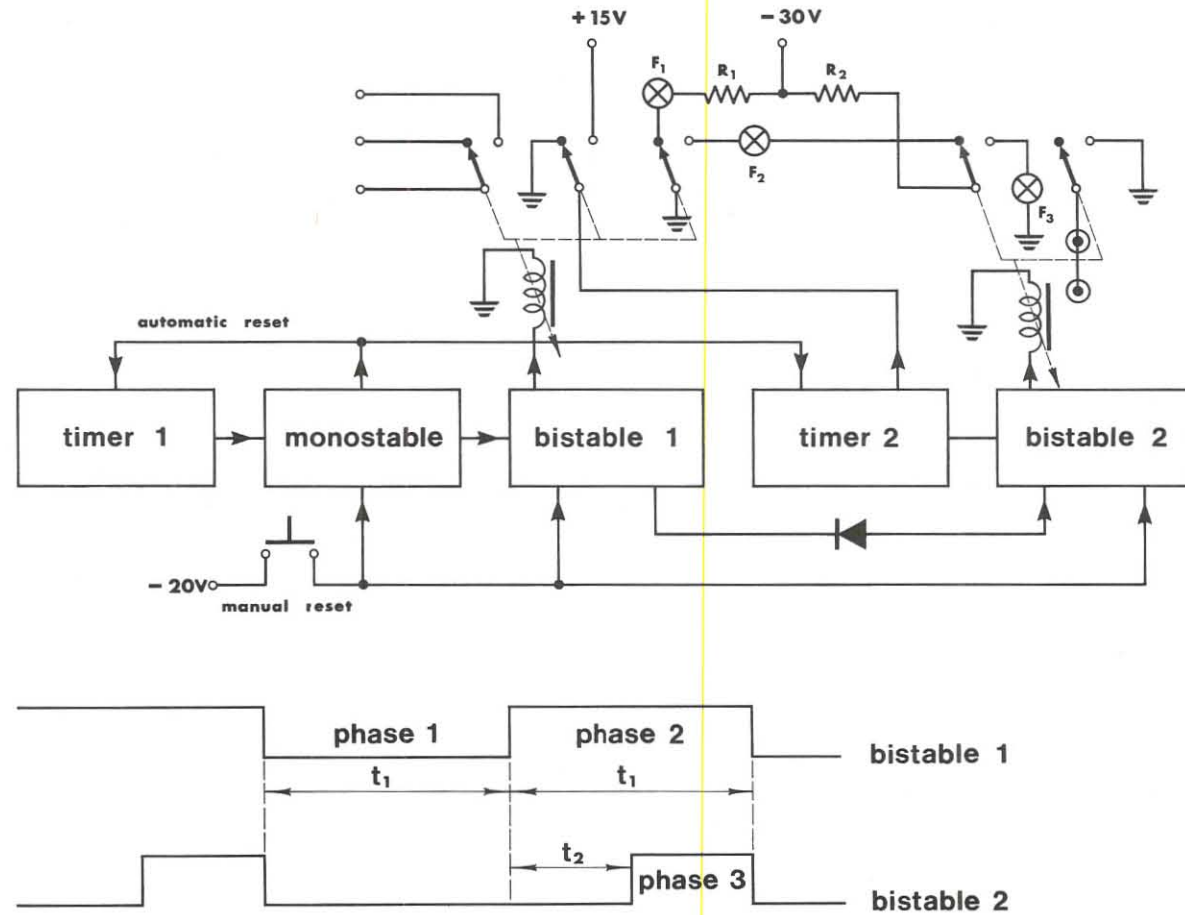 +15V
-30V
F₁
R₁
R₂
F₂
F₃
automatic reset
timer 1
monostable
bistable 1
timer 2
bistable 2
-20V
manual reset
phase 1
phase 2
bistable 1
t₁
t₁
t₂
phase 3
bistable 2